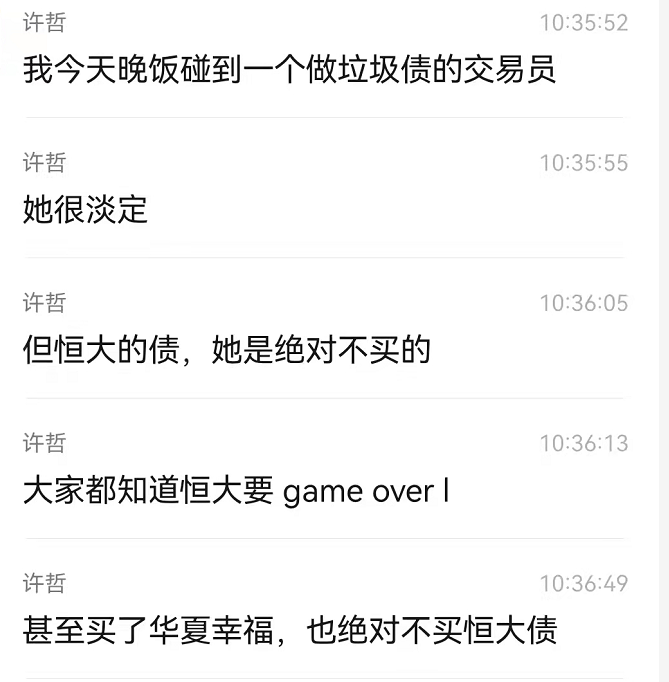 许哲 10:35:52
我今天晚饭碰到一个做垃圾债的交易员
许哲 10:35:55
她很淡定
许哲 10:36:05
但恒大的债，她是绝对不买的
许哲 10:36:13
大家都知道恒大要 game over l
许哲 10:36:49
甚至买了华夏幸福，也绝对不买恒大债